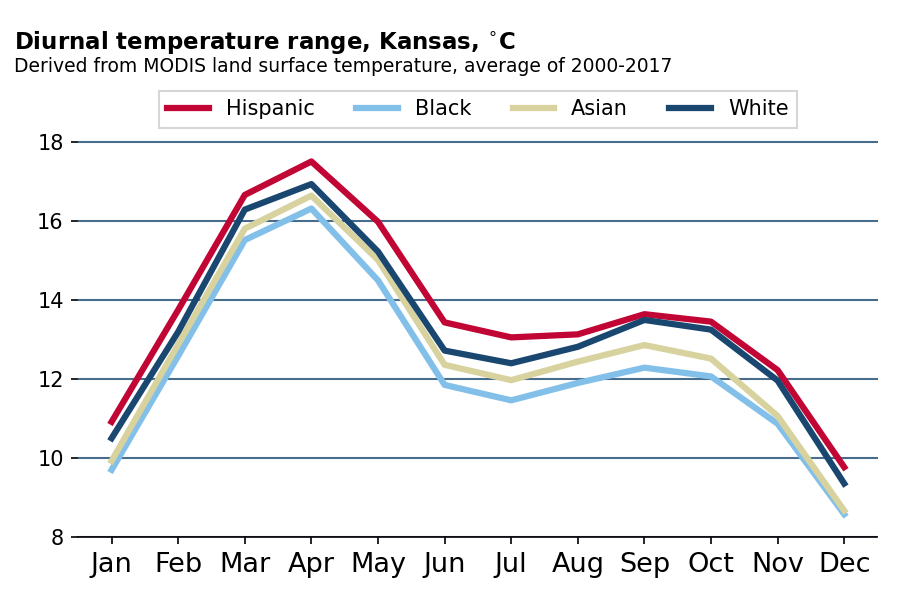 Diurnal temperature range, Kansas, °C
Derived from MODIS land surface temperature, average of 2000-2017
Hispanic Black Asian White
18
16
14
12
10
8
Jan Feb Mar Apr May Jun Jul Aug Sep Oct Nov Dec